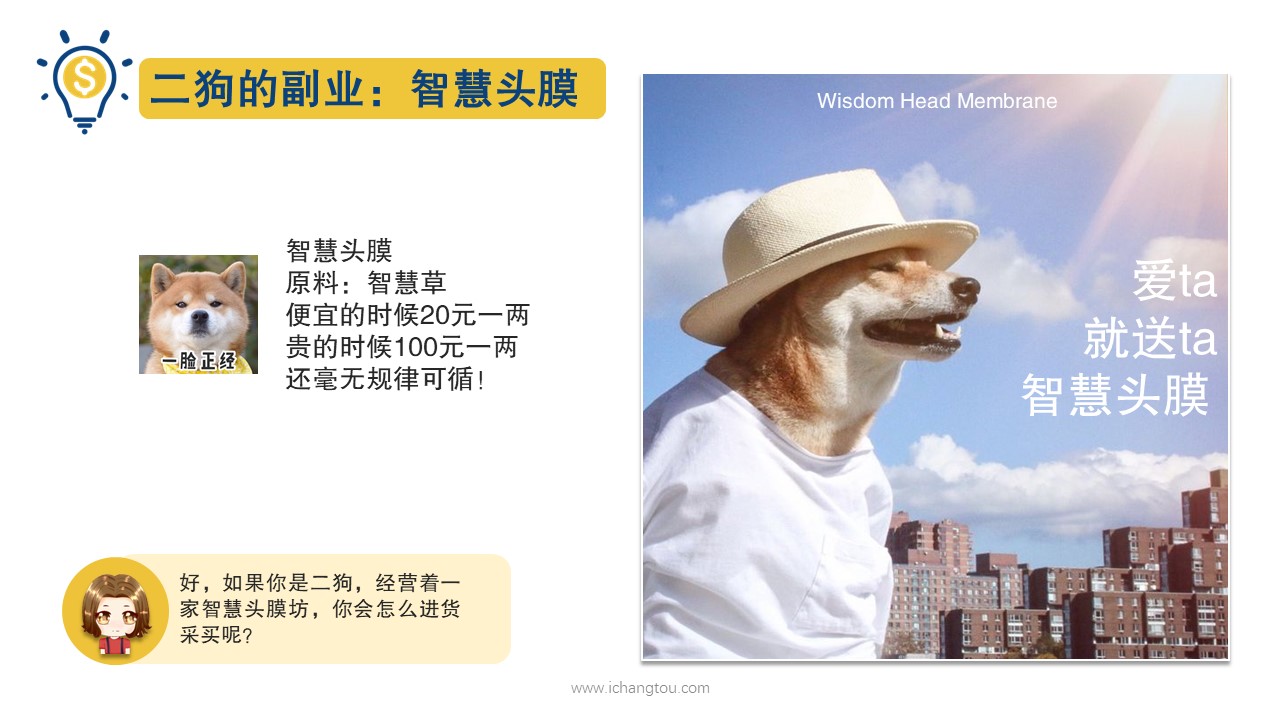 二狗的副业：智慧头膜
智慧头膜
原料：智慧草
便宜的时候20元一两
贵的时候100元一两
还毫无规律可循！
一脸正经
Wisdom Head Membrane
爱ta
就送ta
智慧头膜
好，如果你是二狗，经营着一
家智慧头膜坊，你会怎么进货
采买呢?
www.ichangtou.com